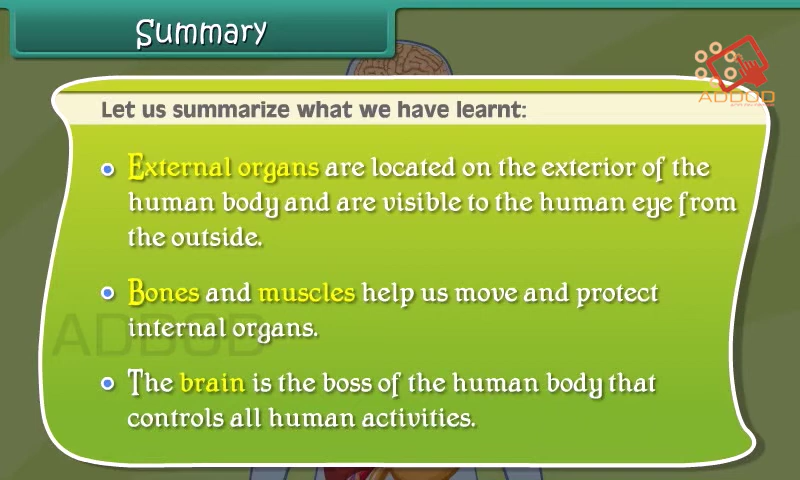 Summary
ADDOD
Let us summarize what we have learnt:
External organs are located on the exterior of the
human body and are visible to the human eye from
the outside.
Bones and muscles help us move and protect
internal organs.
ADDOD
The brain is the boss of the human body that
controls all human activities.